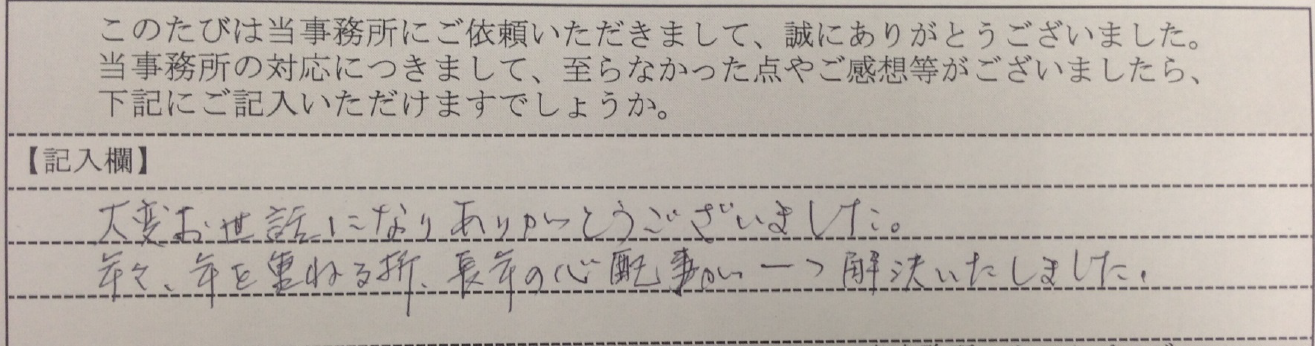 このたびは当事務所にご依頼いただきまして、誠にありがとうございました。
当事務所の対応につきまして、至らなかった点やご感想等がございましたら、
下記にご記入いただけますでしょうか。
【記入欄】
大変お世話になりありがとうございました。
年々、年を重ねる折、長年の心配事が一つ解決いたしました。